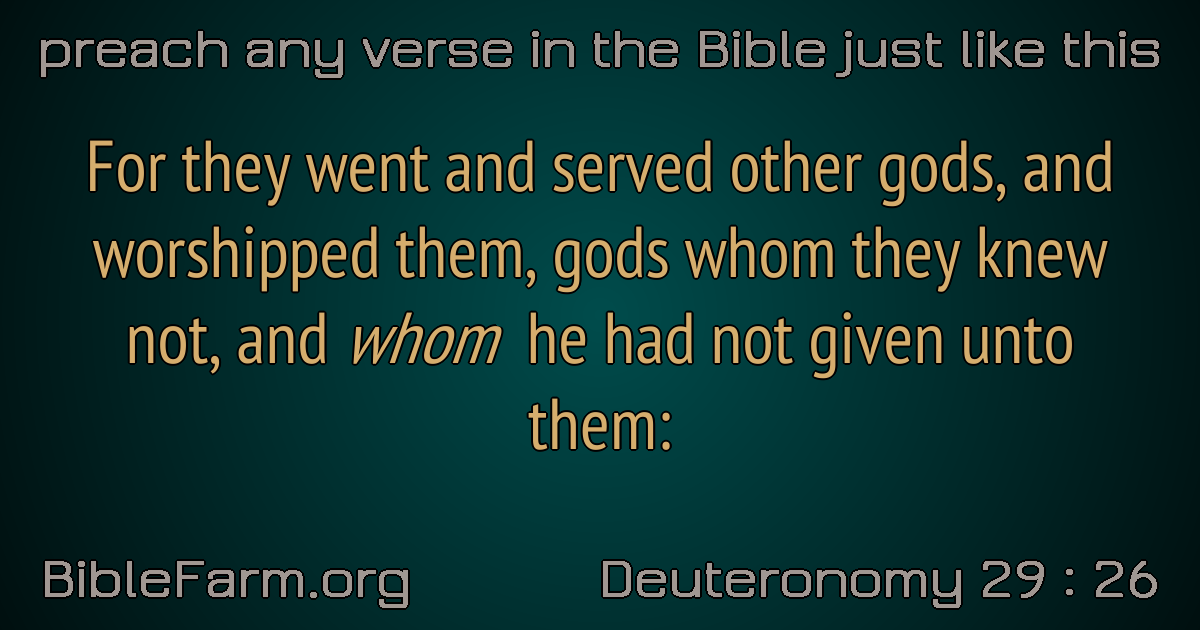 preach any verse in the Bible just like this
For they went and served other gods, and
worshipped them, gods whom they knew
not, and whom he had not given unto
them:
BibleFarm.org
Deuteronomy 29 : 26